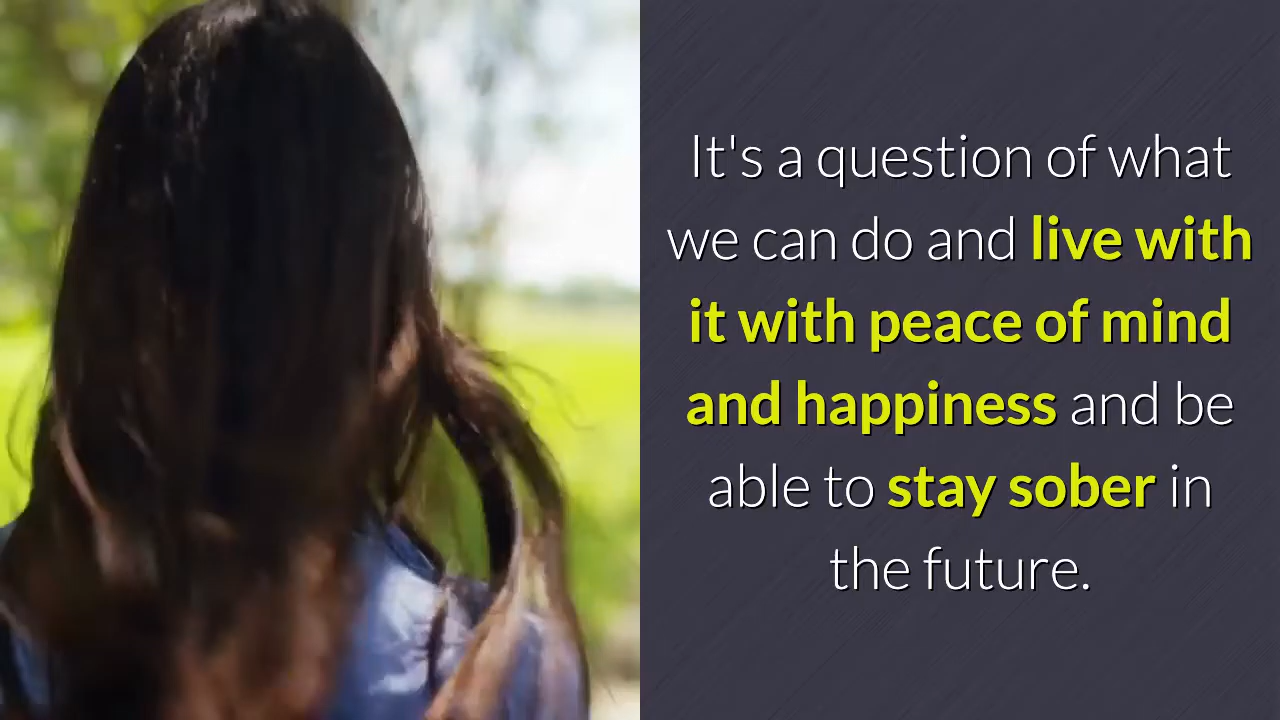 It's a question of what
we can do and live with
it with peace of mind
and happiness and be
able to stay sober in
the future.